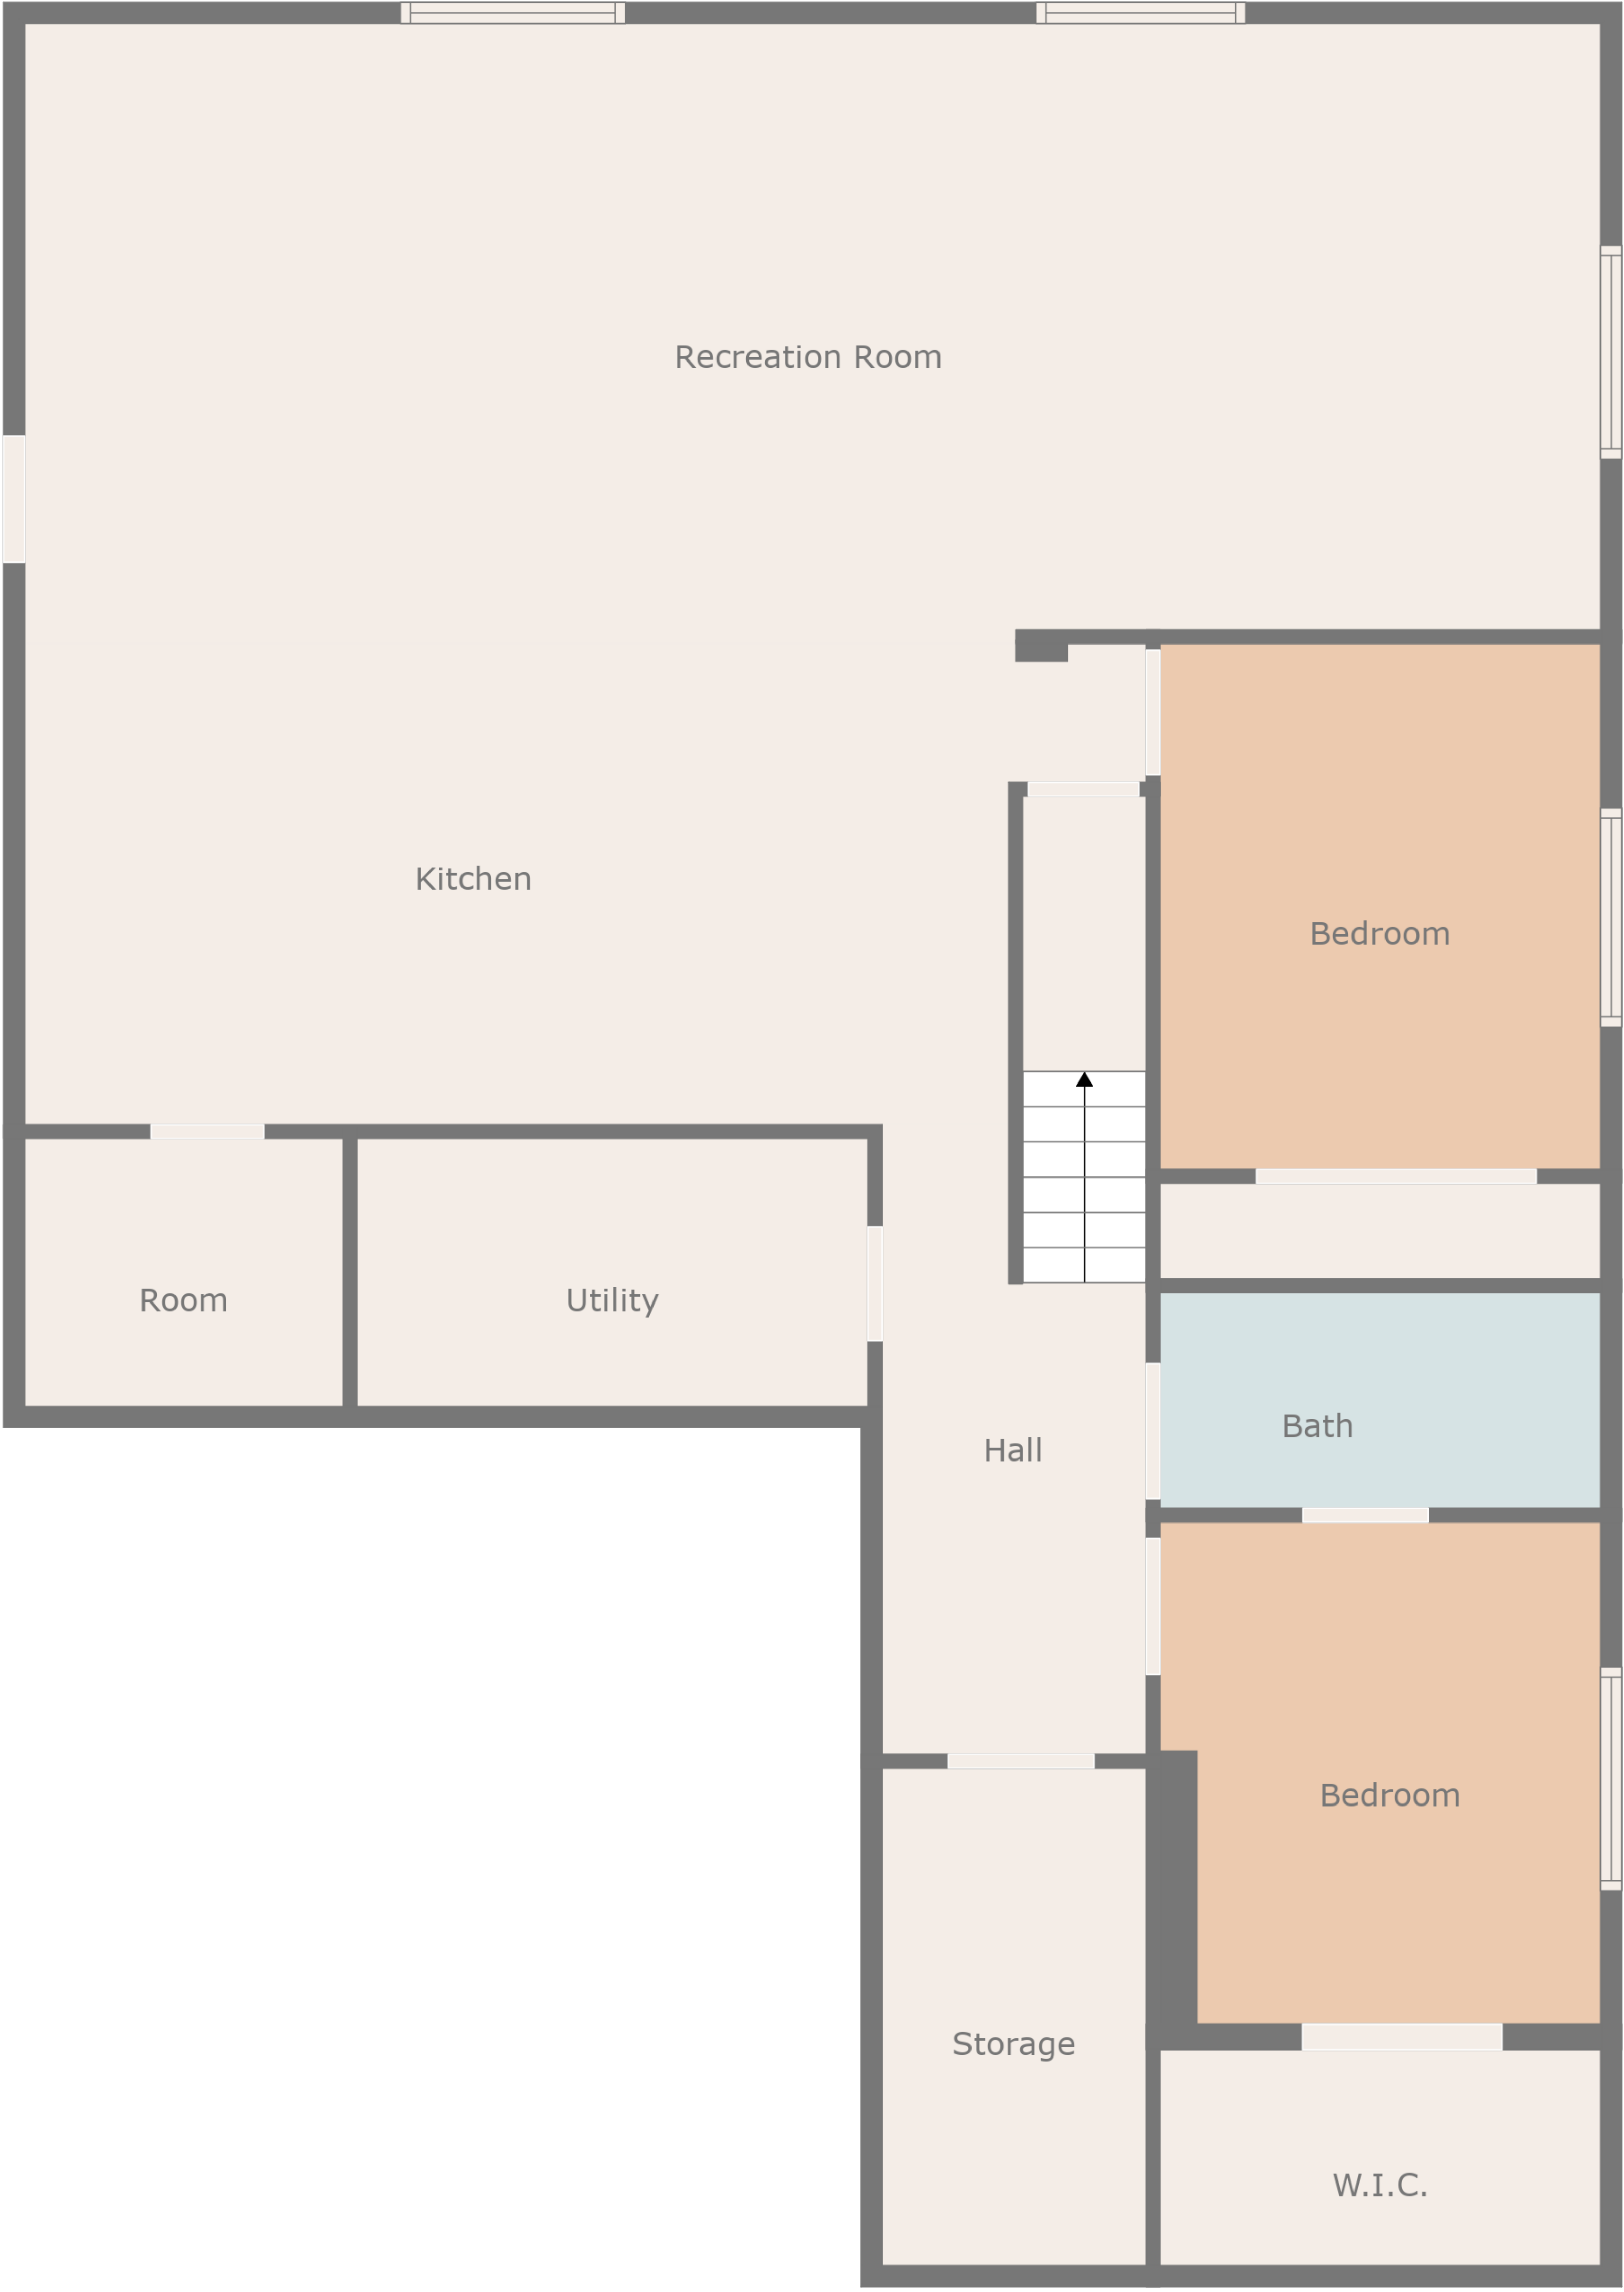 Recreation Room
Kitchen
Bedroom
Room
Utility
Bath
Hall
Bedroom
Storage
W.I.C.